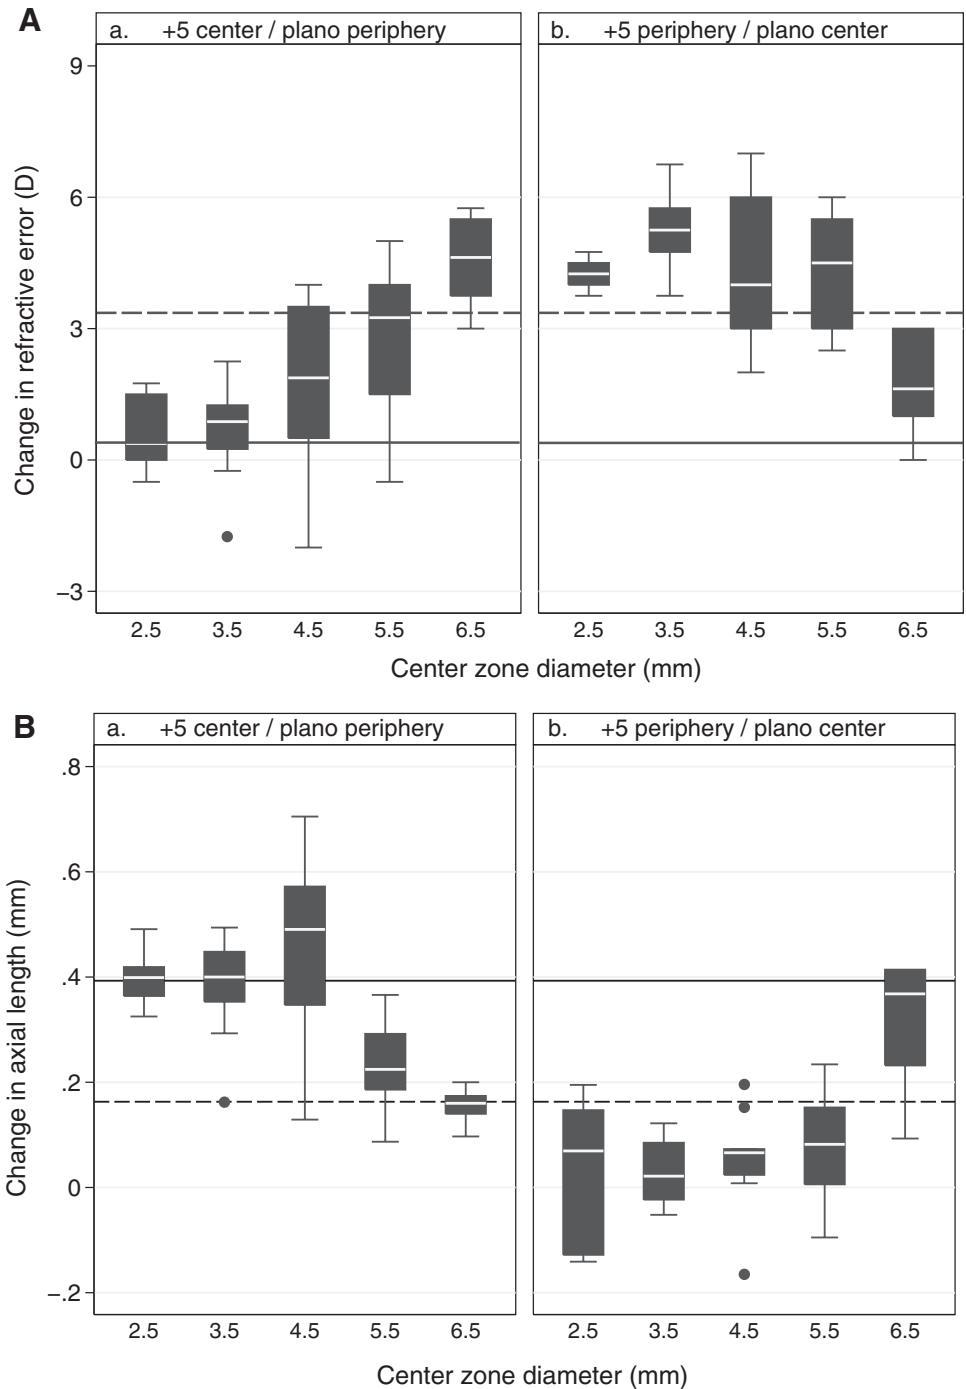 A
a. +5 center / plano periphery
b. +5 periphery / plano center
Change in refractive error (D)
9
6
3
0
−3
2.5 3.5 4.5 5.5 6.5
2.5 3.5 4.5 5.5 6.5
Center zone diameter (mm)
B
a. +5 center / plano periphery
b. +5 periphery / plano center
Change in axial length (mm)
.8
.6
.4
.2
0
−.2
2.5 3.5 4.5 5.5 6.5
2.5 3.5 4.5 5.5 6.5
Center zone diameter (mm)